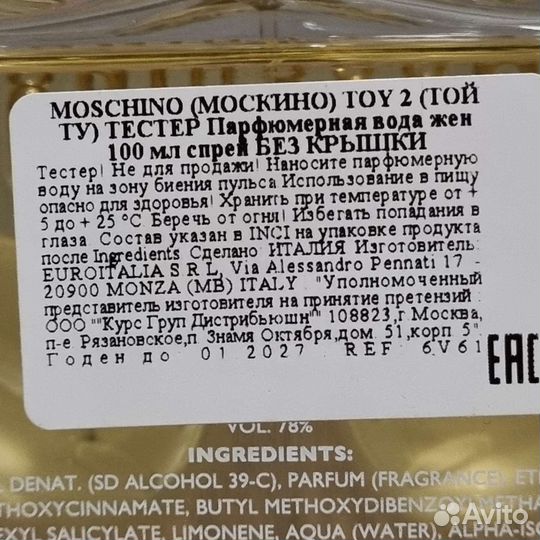 MOSCHINO (МОСКИНО) TOY 2 (ТОЙ
ТУ) ТЕСТЕР Парфюмерная вода жен
100 мл спрей БЕЗ КРЫШКИ
Тестер! Не для продажи! Наносите парфюмерную
воду на зону биения пульса Использование в пищу
опасно для здоровья! Хранить при температуре от +
5 до + 25 °C Беречь от огня! Избегать попадания в
глаза Состав указан в INCI на упаковке продукта
после Ingredients Сделано ИТАЛИЯ Изготовитель:
EUROITALIA S R L, Via Alessandro Pennati 17 -
20900 MONZA (MB) ITALY "Уполномоченный
представитель изготовителя на принятие претензий :
ООО ""Курс Груп Дистрибьюшн"" 108823,г Москва,
п-е Рязановское,п Знамя Октября,дом 51,корп 5"
Годен до 01 2027 REF 6V61
EAC
VOL. 78%
INGREDIENTS:
DENAT. (SD ALCOHOL 39-C), PARFUM (FRAGRANCE), ET
THOXYCINNAMATE, BUTYL METHOXYDIBENZOYLMETHA
EXYL SALICYLATE, LIMONENE, AQUA (WATER), ALPHA-IS
Avito